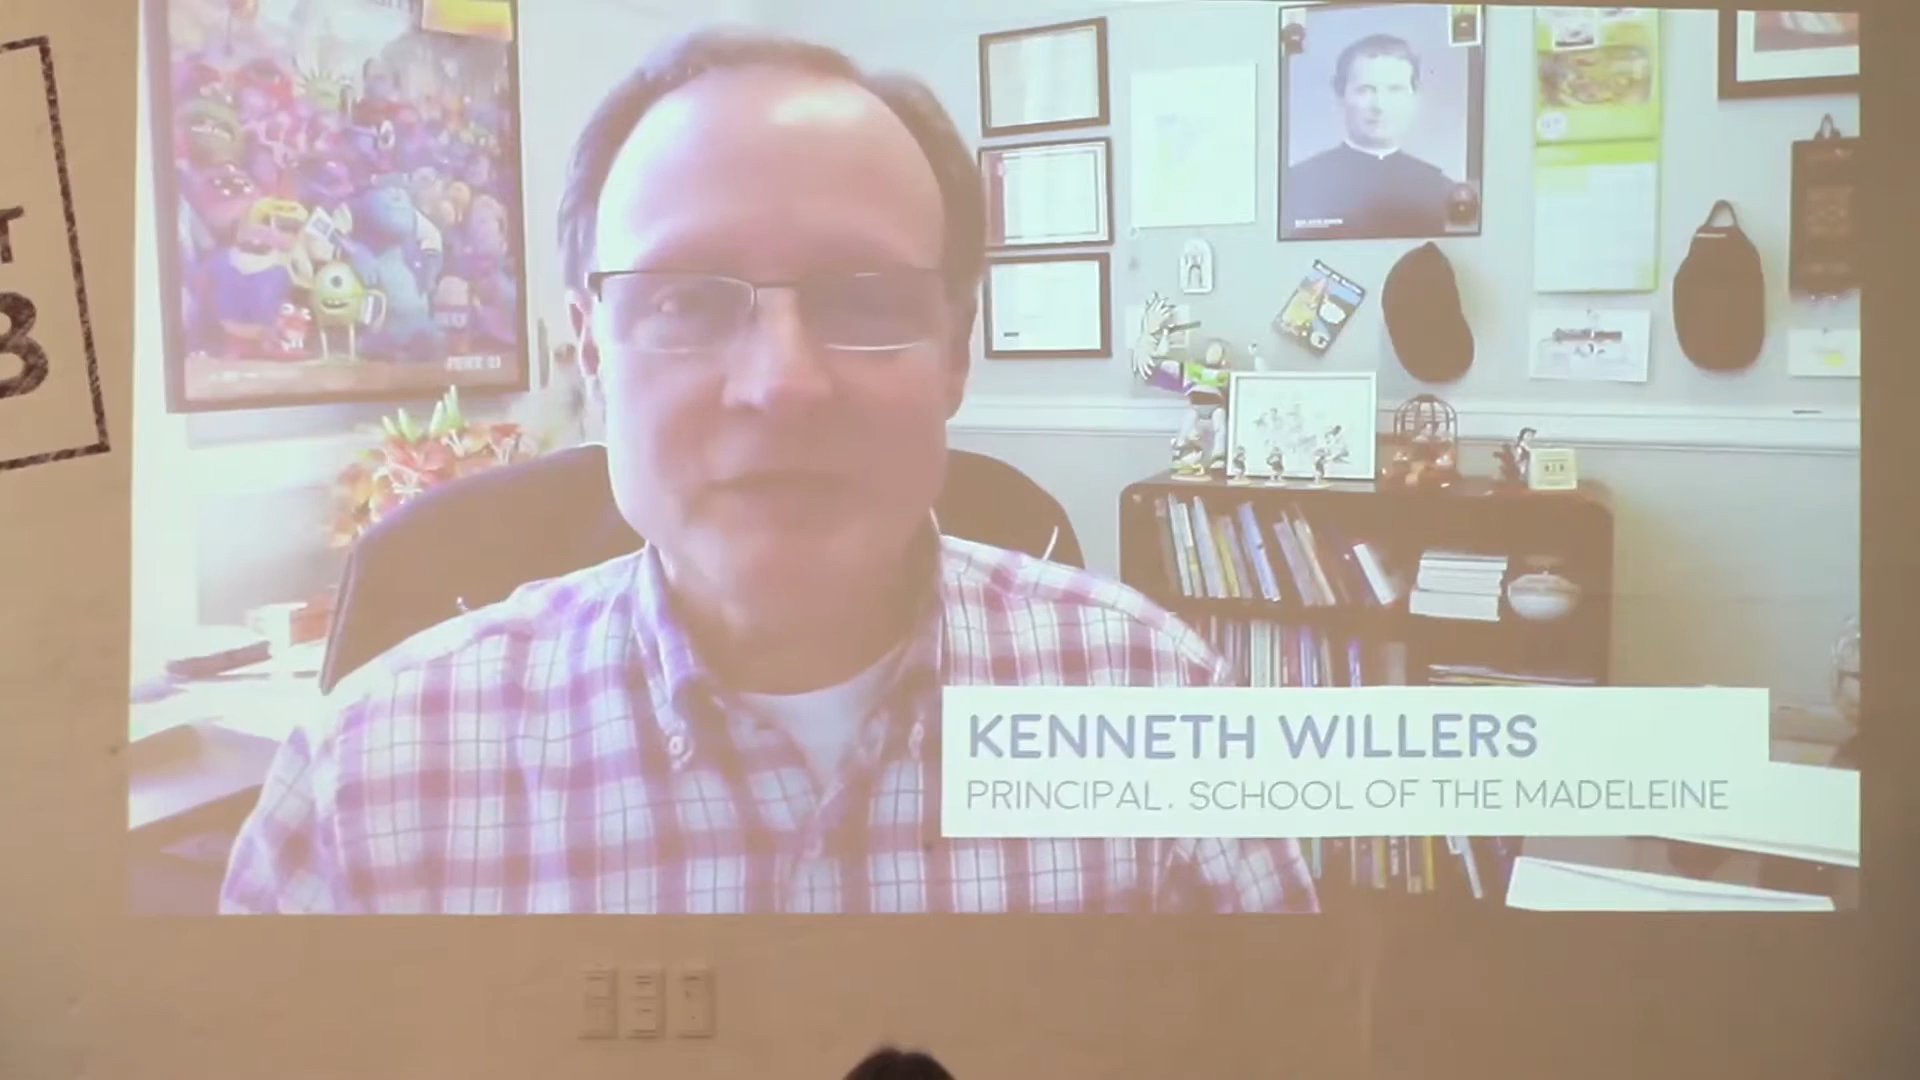 T
B
KENNETH WILLERS
PRINCIPAL. SCHOOL OF THE MADELEINE